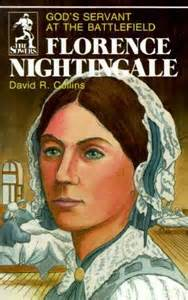 GOD'S SERVANT
AT THE BATTLEFIELD
THE
SOWERS
FLORENCE
NIGHTINGALE
David R. Collins